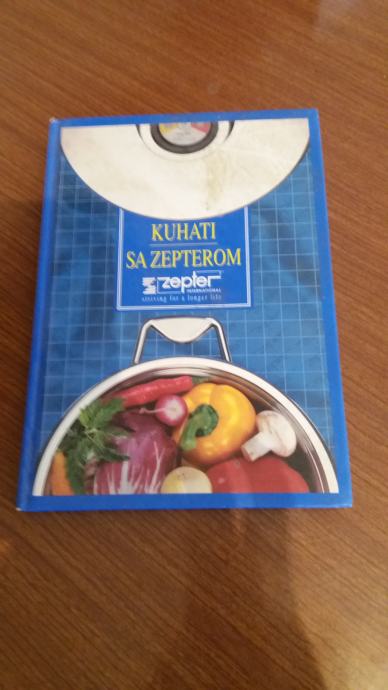 KUHATI
SA ZEPTEROM
zepter
INTERNATIONAL
striving for a longer life